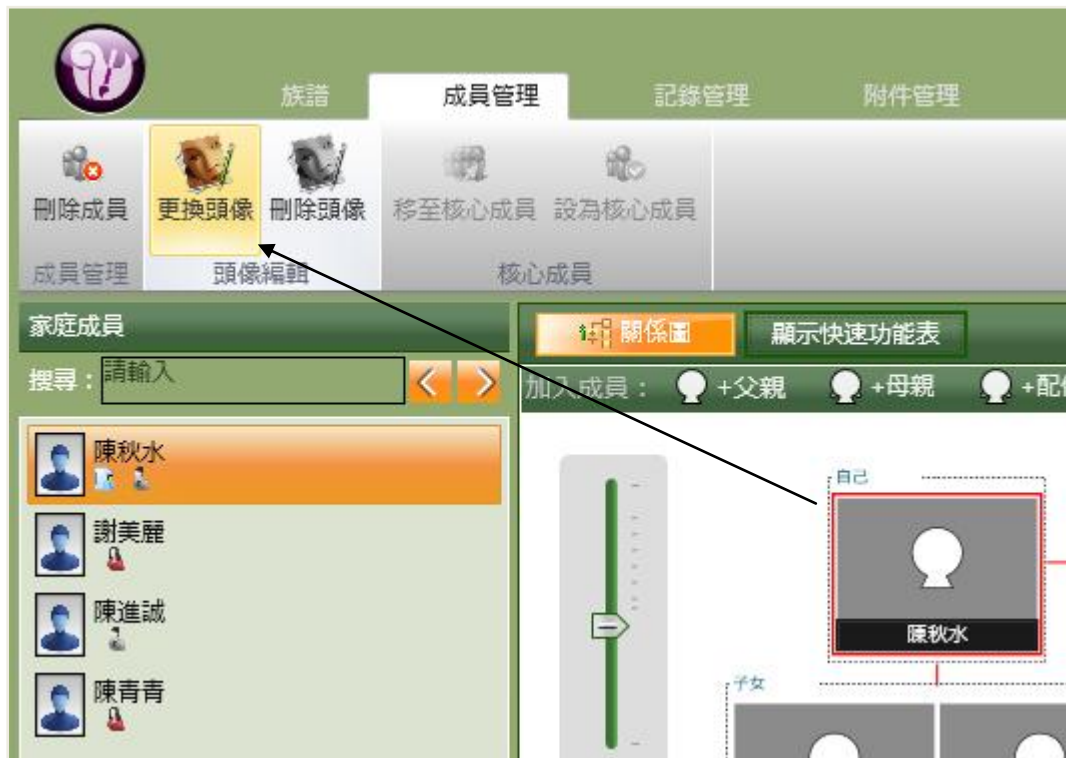 族譜 成員管理 記錄管理 附件管理
刪除成員 更換頭像 刪除頭像 移至核心成員 設為核心成員
成員管理 頭像編輯 核心成員
家庭成員
關係圖 顯示快速功能表
搜尋：請輸入
加入成員： +父親 +母親 +配
陳秋水
自己
謝美麗
陳進誠
陳秋水
子女
陳青青